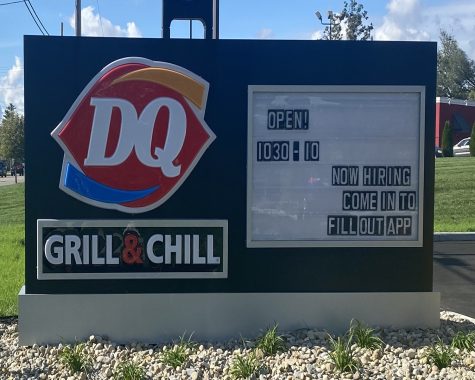 DQ
GRILL & CHILL
OPEN!
1030 - 10
NOW HIRING
COME IN TO
FILL OUT APP